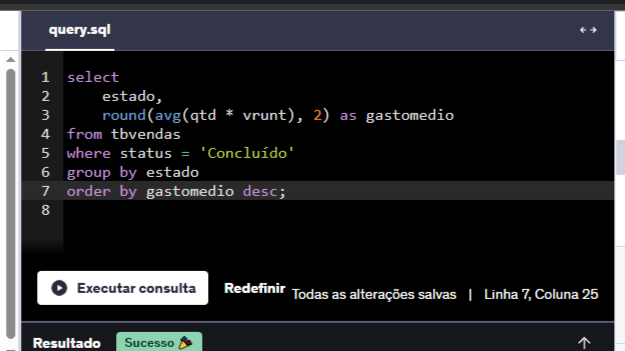 query.sql
1 select
2     estado,
3     round(avg(qtd * vrunt), 2) as gastomedio
4 from tbvendas
5 where status = 'Concluído'
6 group by estado
7 order by gastomedio desc;
8
Executar consulta Redefinir Todas as alterações salvas | Linha 7, Coluna 25
Resultado Sucesso